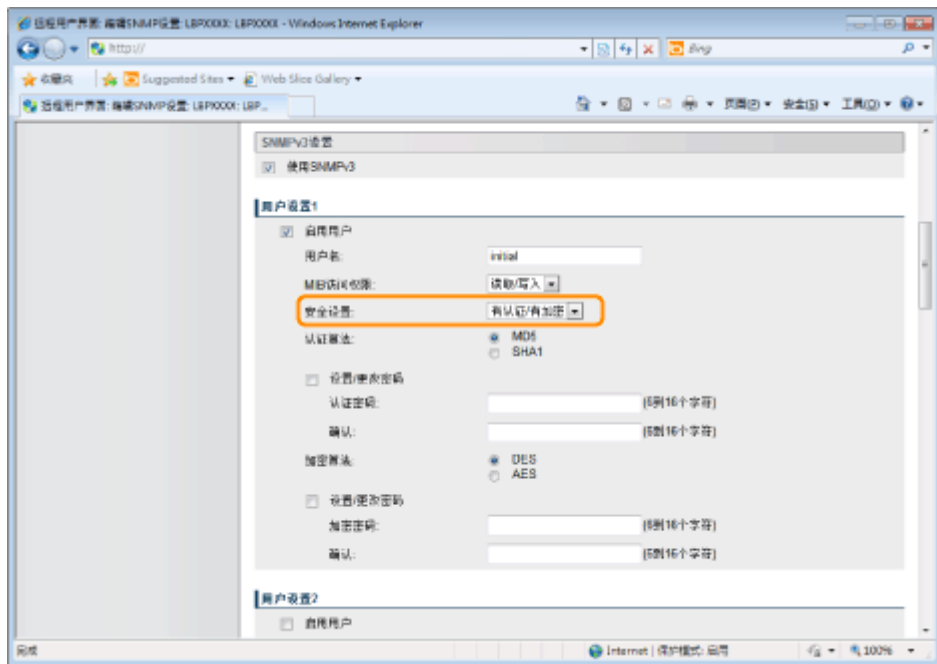 远程用户界面: 编辑SNMP设置: LBPXXXX: LBPXXXX - Windows Internet Explorer
http://
Bing
收藏夹 Suggested Sites Web Slice Gallery
远程用户界面: 编辑SNMP设置: LBPXXXX: LBP...
页面(P) 安全(S) 工具(O)
SNMPv3设置
使用SNMPv3
用户设置1
启用用户
用户名: initial
MIB访问权限: 读取/写入
安全设置: 有认证/有加密
认证算法: MD5
SHA1
设置/更改密码
认证密码: (6到16个字符)
确认: (6到16个字符)
加密算法: DES
AES
设置/更改密码
加密密码: (6到16个字符)
确认: (6到16个字符)
用户设置2
启用用户
完成 Internet | 保护模式: 启用 100%